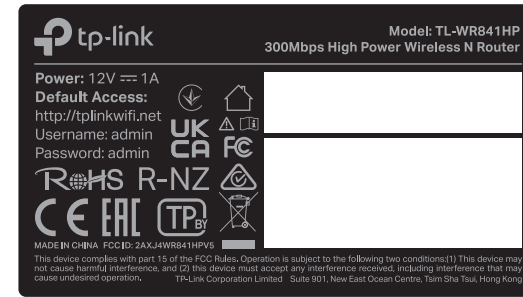 tp-link
Model: TL-WR841HP
300Mbps High Power Wireless N Router
Power: 12V ⎓ 1A
Default Access:
http://tplinkwifi.net
Username: admin
Password: admin
UK
CA
FC
RoHS R-NZ
CE EAC TP BY
MADE IN CHINA FCC ID: 2AXJ4WR841HPV5
This device complies with part 15 of the FCC Rules. Operation is subject to the following two conditions:(1) This device may
not cause harmful interference, and (2) this device must accept any interference received, including interference that may
cause undesired operation. TP-Link Corporation Limited Suite 901, New East Ocean Centre, Tsim Sha Tsui, Hong Kong